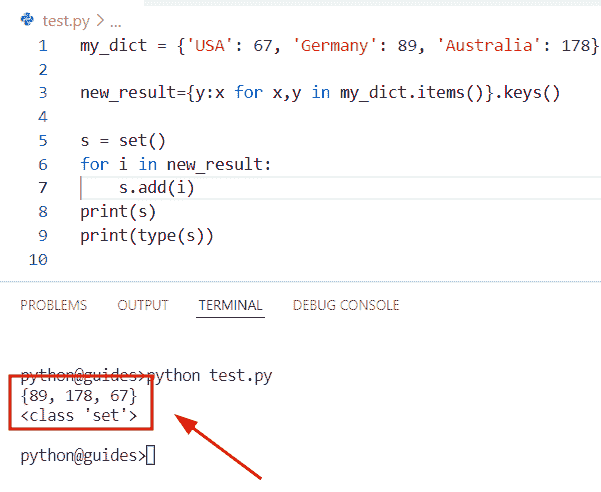 test.py > ...
1 my_dict = {'USA': 67, 'Germany': 89, 'Australia': 178}
2
3 new_result={y:x for x,y in my_dict.items()}.keys()
4
5 s = set()
6 for i in new_result:
7     s.add(i)
8 print(s)
9 print(type(s))
10
PROBLEMS OUTPUT TERMINAL DEBUG CONSOLE
python@guides>python test.py
{89, 178, 67}
<class 'set'>
python@guides>